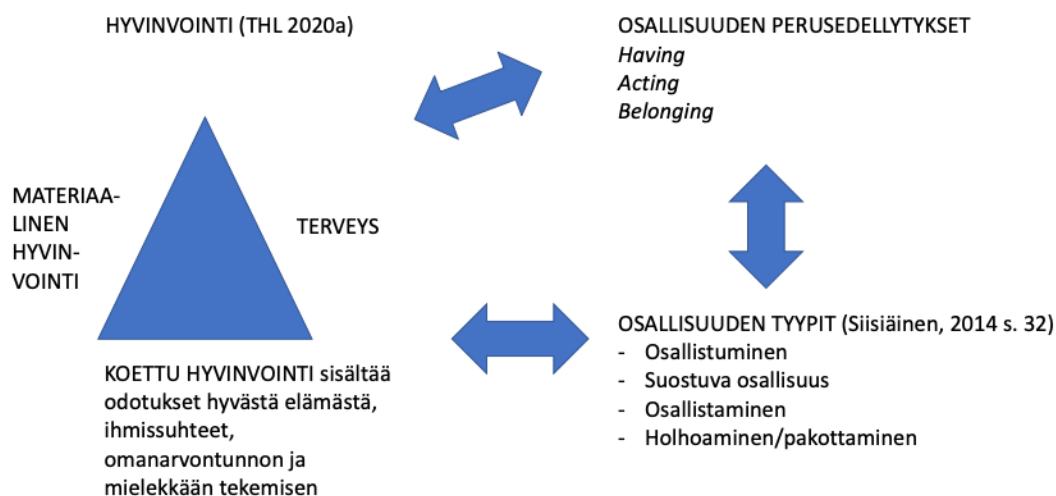 HYVINVOINTI (THL 2020a)
OSALLISUUDEN PERUSEDELLYTYKSET
Having
Acting
Belonging
MATERIAA-
LINEN
HYVIN-
VOINTI
TERVEYS
KOETTU HYVINVOINTI sisältää
odotukset hyvästä elämästä,
ihmissuhteet,
omanarvontunnon ja
mielekkään tekemisen
OSALLISUUDEN TYYPIT (Siisiäinen, 2014 s. 32)
- Osallistuminen
- Suostuva osallisuus
- Osallistaminen
- Holhoaminen/pakottaminen